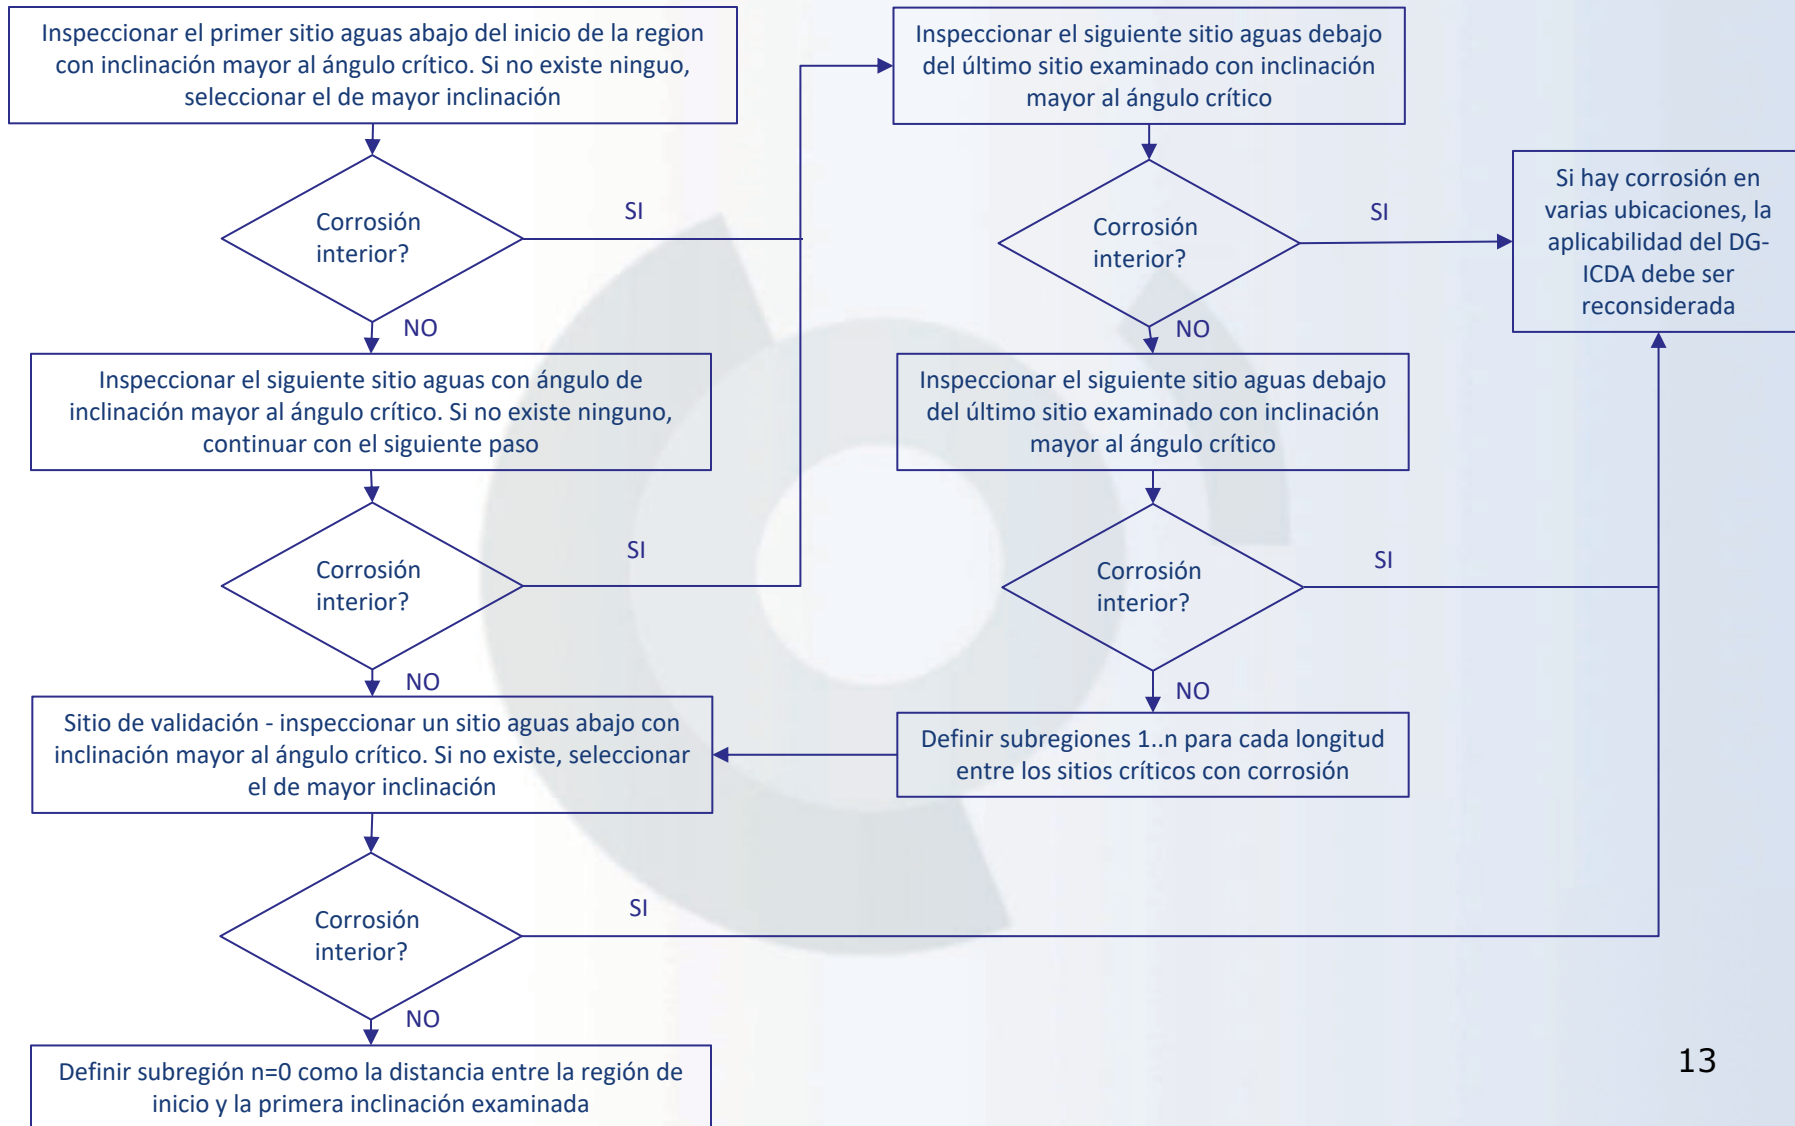 Inspeccionar el primer sitio aguas abajo del inicio de la region
con inclinación mayor al ángulo crítico. Si no existe ninguo,
seleccionar el de mayor inclinación
Corrosión
interior?
SI
NO
Inspeccionar el siguiente sitio aguas con ángulo de
inclinación mayor al ángulo crítico. Si no existe ninguno,
continuar con el siguiente paso
Corrosión
interior?
SI
NO
Sitio de validación - inspeccionar un sitio aguas abajo con
inclinación mayor al ángulo crítico. Si no existe, seleccionar
el de mayor inclinación
Corrosión
interior?
SI
NO
Definir subregión n=0 como la distancia entre la región de
inicio y la primera inclinación examinada
Inspeccionar el siguiente sitio aguas debajo
del último sitio examinado con inclinación
mayor al ángulo crítico
Corrosión
interior?
SI
NO
Inspeccionar el siguiente sitio aguas debajo
del último sitio examinado con inclinación
mayor al ángulo crítico
Corrosión
interior?
SI
NO
Definir subregiones 1..n para cada longitud
entre los sitios críticos con corrosión
Si hay corrosión en
varias ubicaciones, la
aplicabilidad del DG-
ICDA debe ser
reconsiderada
13